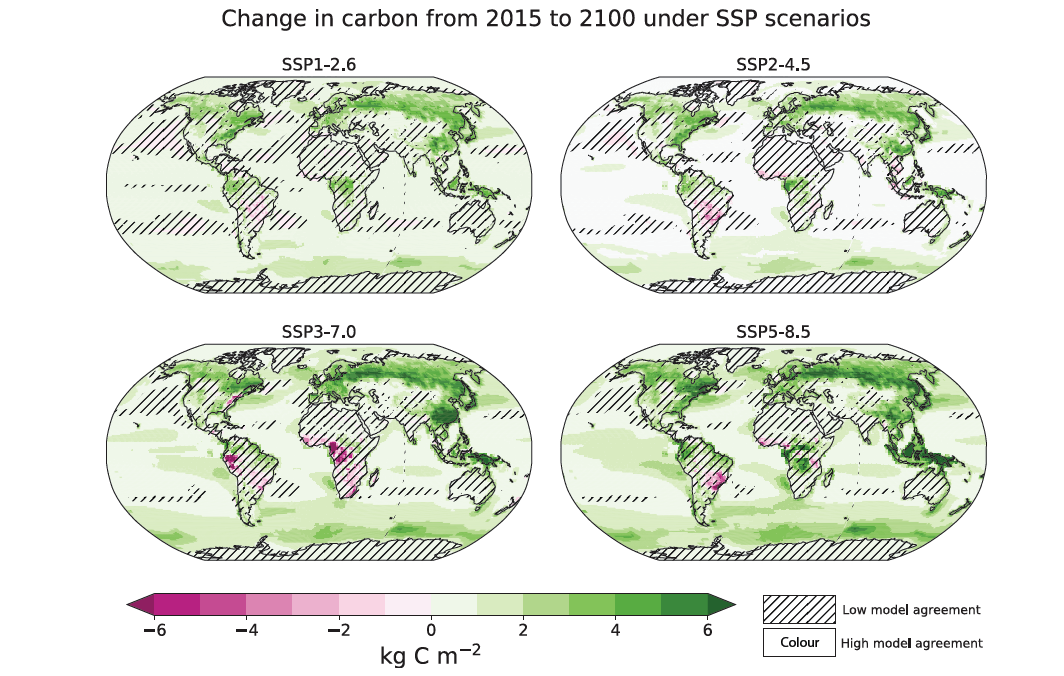 Change in carbon from 2015 to 2100 under SSP scenarios
SSP1-2.6
SSP2-4.5
SSP3-7.0
SSP5-8.5
−6 −4 −2 0 2 4 6
kg C m⁻²
Low model agreement
Colour High model agreement